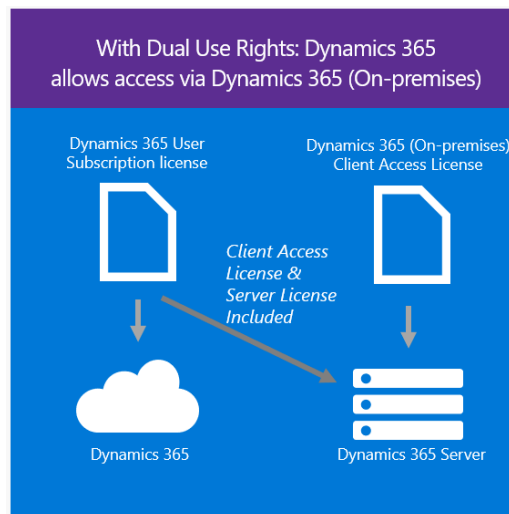 With Dual Use Rights: Dynamics 365
allows access via Dynamics 365 (On-premises)
Dynamics 365 User
Subscription license
Dynamics 365 (On-premises)
Client Access License
Client Access
License &
Server License
Included
Dynamics 365
Dynamics 365 Server